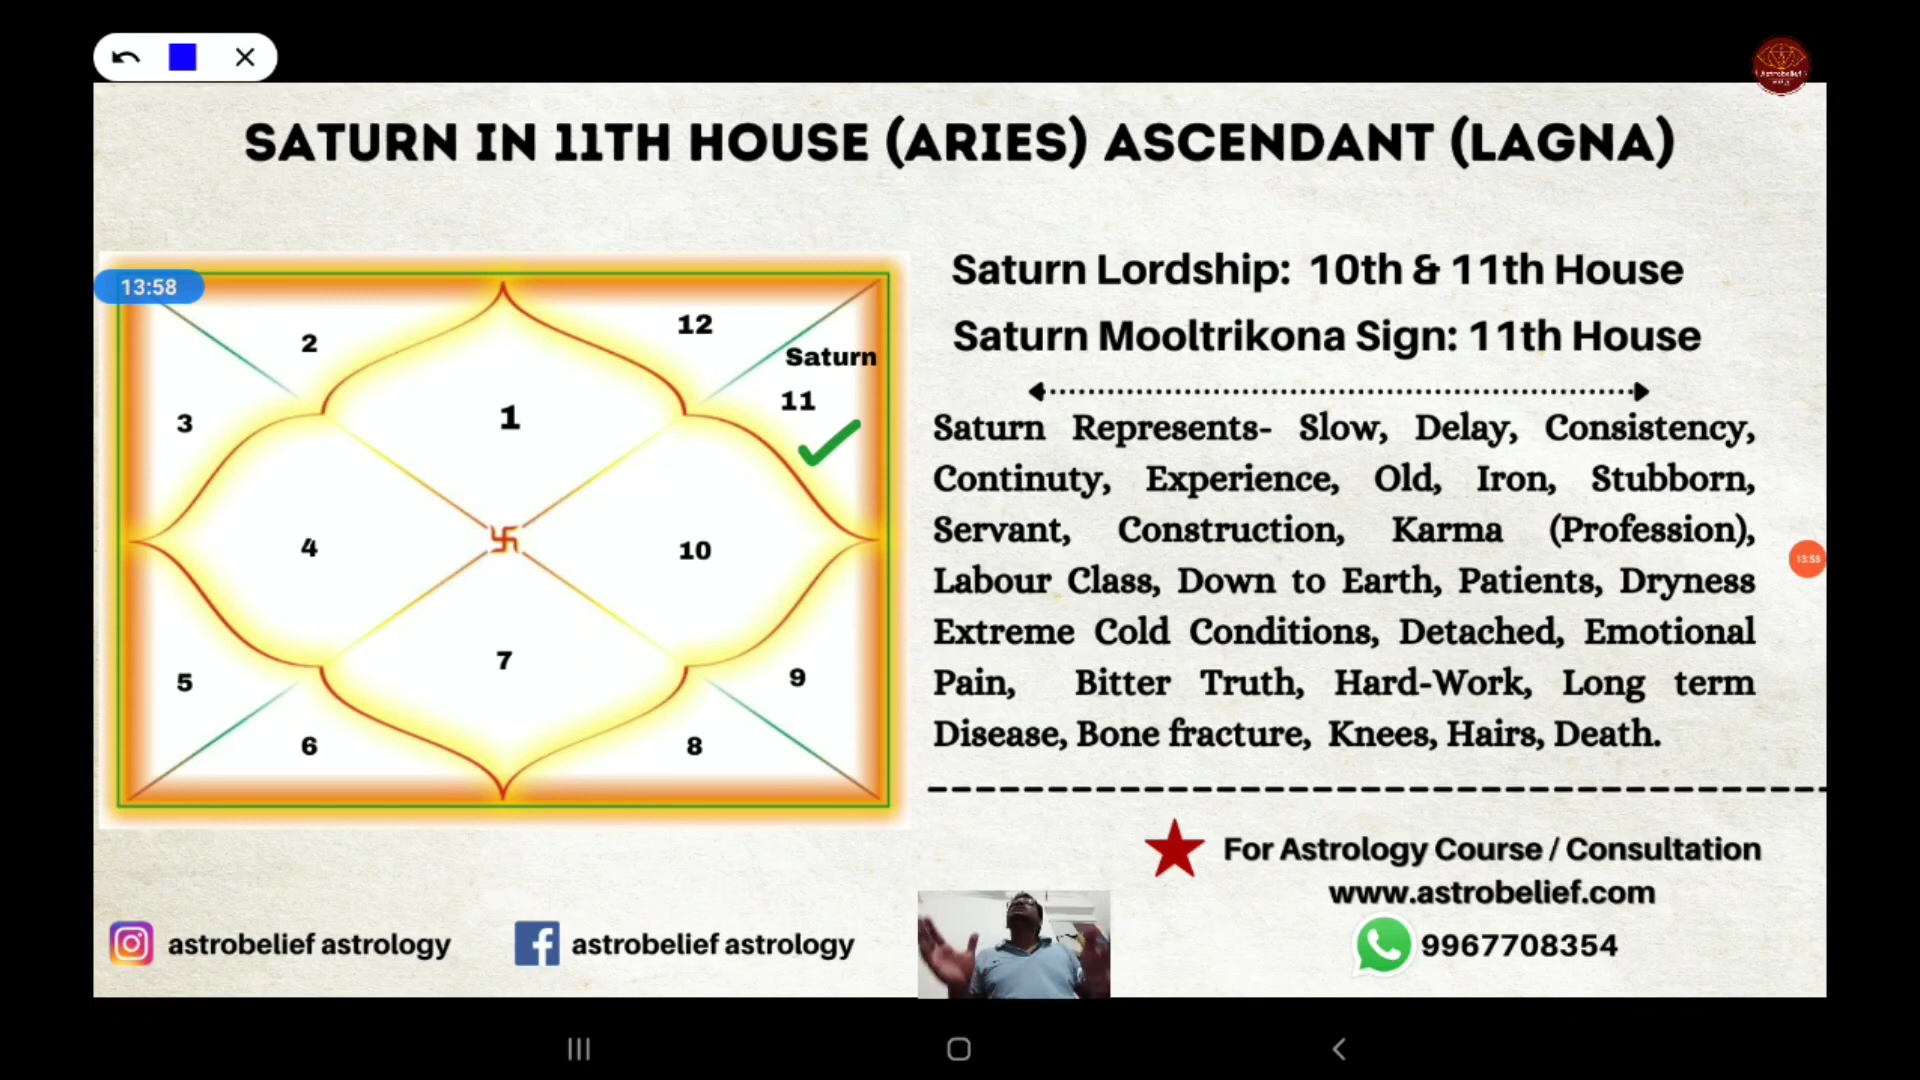 Astrobelief
SATURN IN 11TH HOUSE (ARIES) ASCENDANT (LAGNA)
13:58
2
12
Saturn
11
3
1
4
10
5
7
9
6
8
Saturn Lordship: 10th & 11th House
Saturn Mooltrikona Sign: 11th House
Saturn Represents- Slow, Delay, Consistency,
Continuty, Experience, Old, Iron, Stubborn,
Servant, Construction, Karma (Profession),
Labour Class, Down to Earth, Patients, Dryness
Extreme Cold Conditions, Detached, Emotional
Pain, Bitter Truth, Hard-Work, Long term
Disease, Bone fracture, Knees, Hairs, Death.
13:58
For Astrology Course / Consultation
www.astrobelief.com
9967708354
astrobelief astrology
astrobelief astrology